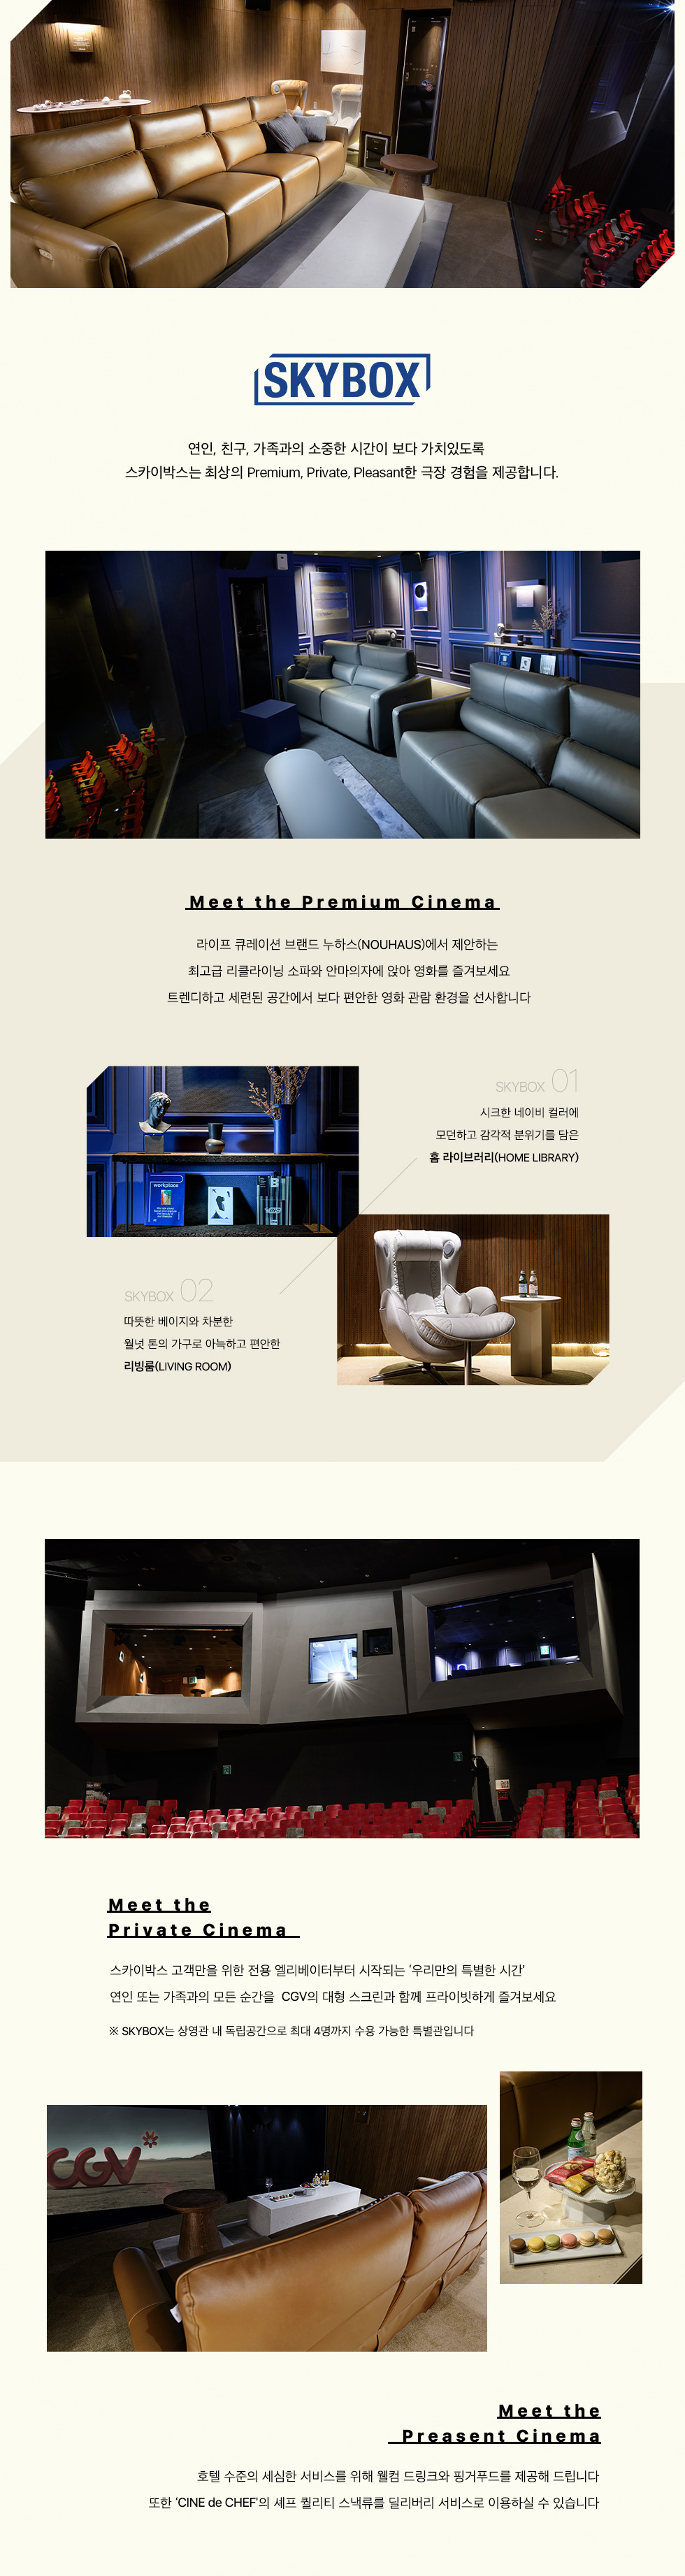 SKYBOX
연인, 친구, 가족과의 소중한 시간이 보다 가치있도록
스카이박스는 최상의 Premium, Private, Pleasant한 극장 경험을 제공합니다.
Meet the Premium Cinema
라이프 큐레이션 브랜드 누하스(NOUHAUS)에서 제안하는
최고급 리클라이닝 소파와 안마의자에 앉아 영화를 즐겨보세요
트렌디하고 세련된 공간에서 보다 편안한 영화 관람 환경을 선사합니다
SKYBOX 01
시크한 네이비 컬러에
모던하고 감각적 분위기를 담은
홈 라이브러리(HOME LIBRARY)
workplace
SKYBOX 02
따뜻한 베이지와 차분한
월넛 톤의 가구로 아늑하고 편안한
리빙룸(LIVING ROOM)
Meet the
Private Cinema
스카이박스 고객만을 위한 전용 엘리베이터부터 시작되는 ‘우리만의 특별한 시간’
연인 또는 가족과의 모든 순간을 CGV의 대형 스크린과 함께 프라이빗하게 즐겨보세요
※ SKYBOX는 상영관 내 독립공간으로 최대 4명까지 수용 가능한 특별관입니다
CGV
Meet the
Preasent Cinema
호텔 수준의 세심한 서비스를 위해 웰컴 드링크와 핑거푸드를 제공해 드립니다
또한 ‘CINE de CHEF’의 셰프 퀄리티 스낵류를 딜리버리 서비스로 이용하실 수 있습니다